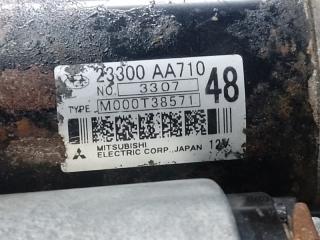 23300 AA710
48
NO. 3307
TYPE M000T38571
MITSUBISHI 12V
ELECTRIC CORP., JAPAN